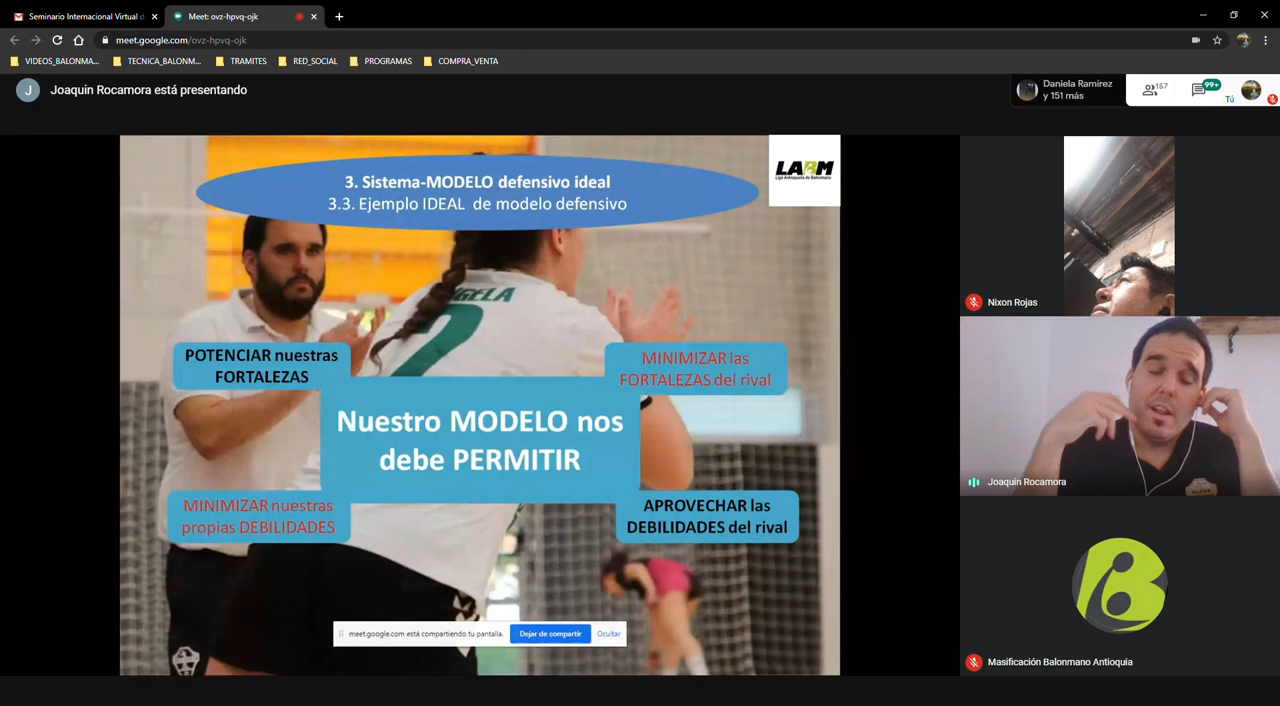 Seminario Internacional Virtual d
Meet: ovz-hpvq-ojk
meet.google.com/ovz-hpvq-ojk
VIDEOS_BALONMA...
TECNICA_BALONM...
TRAMITES
RED_SOCIAL
PROGRAMAS
COMPRA_VENTA
J
Joaquin Rocamora está presentando
Daniela Ramírez
y 151 más
157
99+
Tú
3. Sistema-MODELO defensivo ideal
3.3. Ejemplo IDEAL de modelo defensivo
LABM
Liga Antioqueña de Balonmano
NGELA
2
POTENCIAR nuestras
FORTALEZAS
MINIMIZAR las
FORTALEZAS del rival
Nuestro MODELO nos
debe PERMITIR
MINIMIZAR nuestras
propias DEBILIDADES
APROVECHAR las
DEBILIDADES del rival
meet.google.com está compartiendo tu pantalla.
Dejar de compartir
Ocultar
Nixon Rojas
Joaquin Rocamora
B
Masificación Balonmano Antioquia